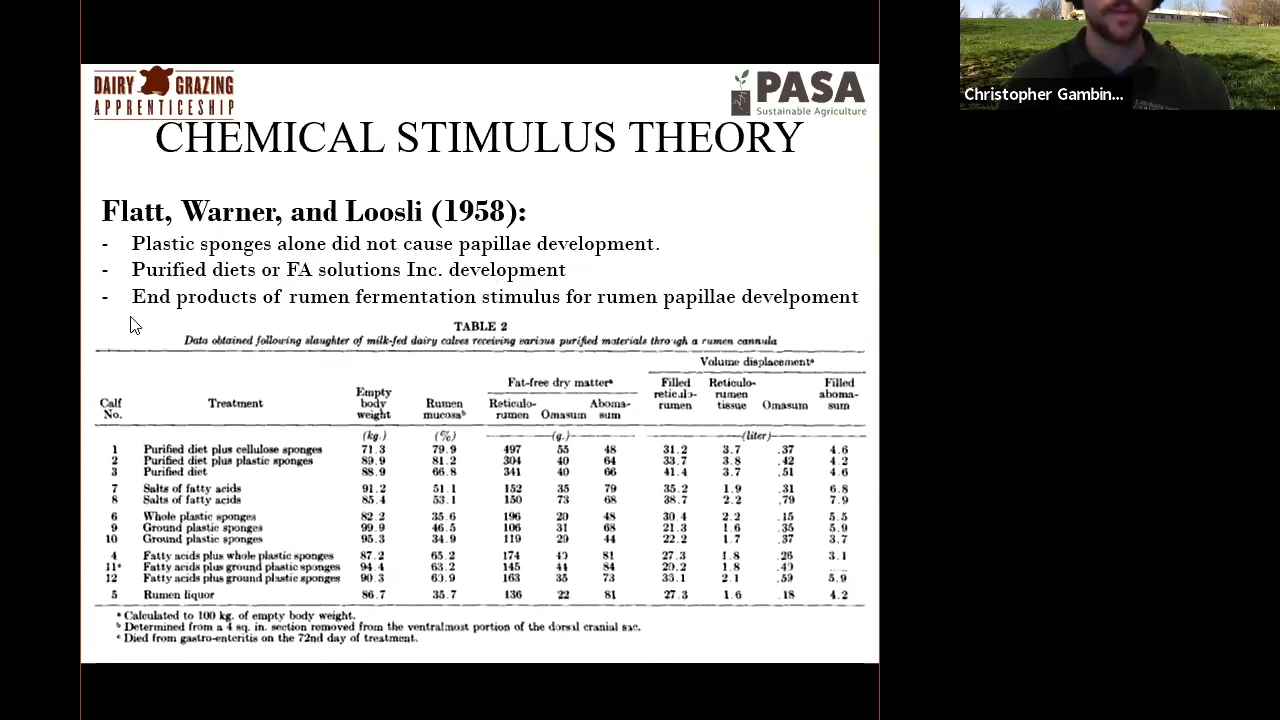 DAIRY GRAZING
APPRENTICESHIP
PASA
Sustainable Agriculture
Christopher Gambin...
CHEMICAL STIMULUS THEORY
Flatt, Warner, and Loosli (1958):
- Plastic sponges alone did not cause papillae development.
- Purified diets or FA solutions Inc. development
- End products of rumen fermentation stimulus for rumen papillae develpoment
TABLE 2
Data obtained following slaughter of milk-fed dairy calves receiving various purified materials through a rumen cannula
Volume displacementᵃ
Fat-free dry matterᵃ
Calf No. Treatment Empty body weight Rumen mucosaᵇ Reticulo-rumen Omasum Aboma-sum Filled reticulo-rumen Reticulo-rumen tissue Omasum Filled aboma-sum
(kg.) (%) (g.) (liter)
1 Purified diet plus cellulose sponges 71.3 79.9 497 55 48 31.2 3.7 .37 4.6
2 Purified diet plus plastic sponges 89.9 81.2 304 40 64 33.7 3.8 .42 4.2
3 Purified diet 88.9 66.8 341 40 66 41.4 3.7 .51 4.6
7 Salts of fatty acids 91.2 51.1 152 35 79 35.2 1.9 .31 6.8
8 Salts of fatty acids 85.4 53.1 150 73 68 38.7 2.2 .79 7.9
6 Whole plastic sponges 82.2 35.6 196 20 48 30.4 2.2 .15 5.5
9 Ground plastic sponges 99.9 46.5 106 31 68 21.3 1.6 .35 5.9
10 Ground plastic sponges 95.3 34.9 119 29 44 22.2 1.7 .37 3.7
4 Fatty acids plus whole plastic sponges 87.2 65.2 174 81 27.3 1.8 .26 3.1
11ᶜ Fatty acids plus ground plastic sponges 94.4 63.2 145 84 1.8
12 Fatty acids plus ground plastic sponges 90.3 163 35 73 33.1 2.1 .59 5.9
5 Rumen liquor 86.7 35.7 136 22 81 27.3 1.6 .18 4.2
ᵃ Calculated to 100 kg. of empty body weight.
ᵇ Determined from a 4 sq. in. section removed from the ventralmost portion of the dorsal cranial sac.
ᶜ Died from gastro-enteritis on the 72nd day of treatment.